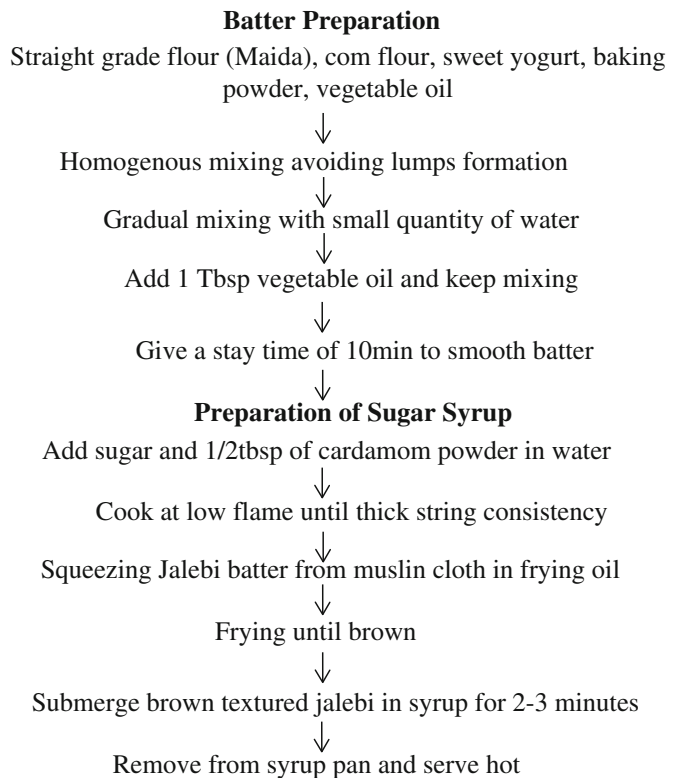 Batter Preparation
Straight grade flour (Maida), com flour, sweet yogurt, baking
powder, vegetable oil
Homogenous mixing avoiding lumps formation
Gradual mixing with small quantity of water
Add 1 Tbsp vegetable oil and keep mixing
Give a stay time of 10min to smooth batter
Preparation of Sugar Syrup
Add sugar and 1/2tbsp of cardamom powder in water
Cook at low flame until thick string consistency
Squeezing Jalebi batter from muslin cloth in frying oil
Frying until brown
Submerge brown textured jalebi in syrup for 2-3 minutes
Remove from syrup pan and serve hot